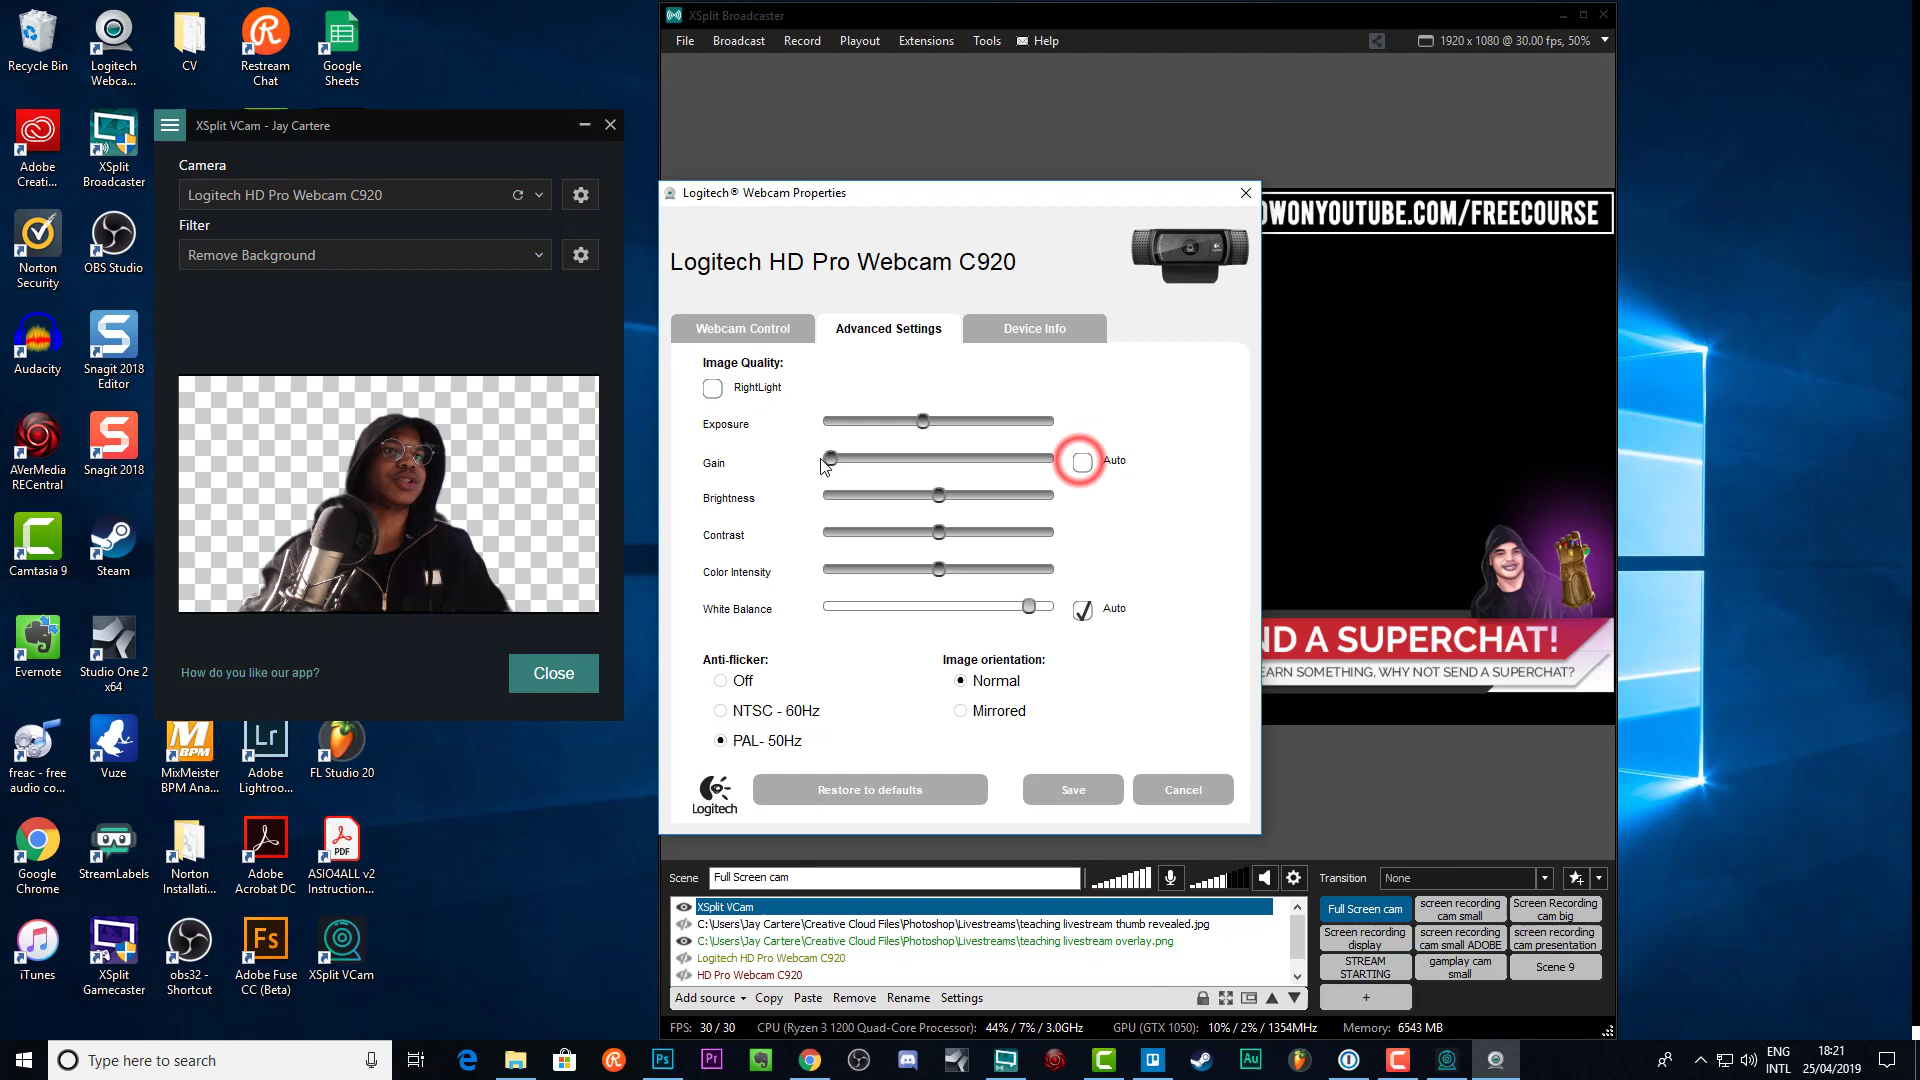 Recycle Bin
Logitech
Webca...
CV
Restream
Chat
Google
Sheets
Adobe
Creati...
XSplit
Broadcaster
Norton
Security
OBS Studio
Audacity
Snagit 2018
Editor
AVerMedia
RECentral
Snagit 2018
Camtasia 9
Steam
Evernote
Studio One 2
x64
freac - free
audio co...
Vuze
MixMeister
BPM Ana...
Adobe
Lightroo...
FL Studio 20
Google
Chrome
StreamLabels
Norton
Installati...
Adobe
Acrobat DC
ASIO4ALL v2
Instruction...
iTunes
XSplit
Gamecaster
obs32 -
Shortcut
Adobe Fuse
CC (Beta)
XSplit VCam
XSplit VCam - Jay Cartere
Camera
Logitech HD Pro Webcam C920
Filter
Remove Background
How do you like our app?
Close
XSplit Broadcaster
File Broadcast Record Playout Extensions Tools Help
1920 x 1080 @ 30.00 fps, 50%
OWONYOUTUBE.COM/FREECOURSE
ND A SUPERCHAT!
EARN SOMETHING, WHY NOT SEND A SUPERCHAT?
Logitech® Webcam Properties
Logitech HD Pro Webcam C920
Webcam Control Advanced Settings Device Info
Image Quality:
RightLight
Exposure
Gain Auto
Brightness
Contrast
Color Intensity
White Balance Auto
Anti-flicker: Image orientation:
Off Normal
NTSC - 60Hz Mirrored
PAL- 50Hz
Logitech
Restore to defaults Save Cancel
Scene Full Screen cam
Transition None
XSplit VCam
C:\Users\Jay Cartere\Creative Cloud Files\Photoshop\Livestreams\teaching livestream thumb revealed.jpg
C:\Users\Jay Cartere\Creative Cloud Files\Photoshop\Livestreams\teaching livestream overlay.png
Logitech HD Pro Webcam C920
HD Pro Webcam C920
Add source Copy Paste Remove Rename Settings
Full Screen cam
screen recording
cam small
Screen Recording
cam big
Screen recording
display
screen recording
cam small ADOBE
screen recording
cam presentation
STREAM
STARTING
gamplay cam
small
Scene 9
+
FPS: 30 / 30 CPU (Ryzen 3 1200 Quad-Core Processor): 44% / 7% / 3.0GHz GPU (GTX 1050): 10% / 2% / 1354MHz Memory: 6543 MB
Type here to search
ENG
INTL
18:21
25/04/2019